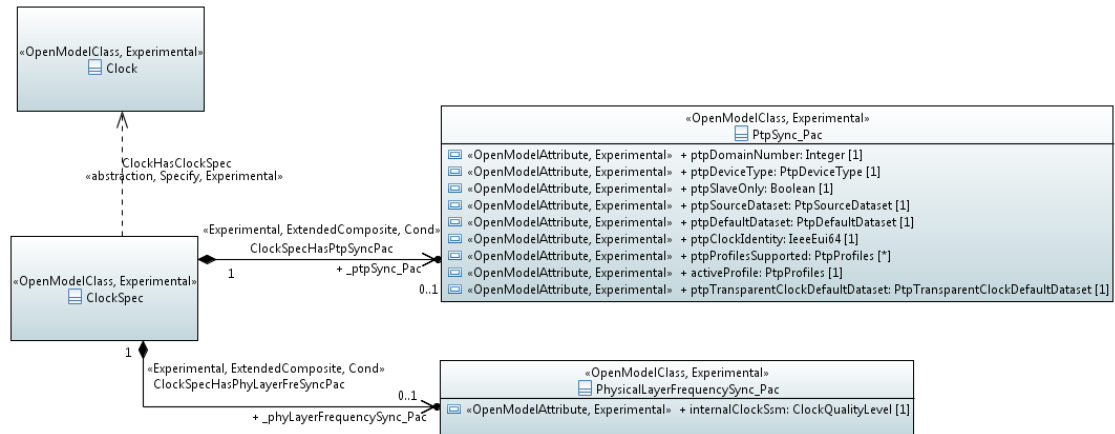 «OpenModelClass, Experimental»
Clock
ClockHasClockSpec
«abstraction, Specify, Experimental»
«OpenModelClass, Experimental»
ClockSpec
«Experimental, ExtendedComposite, Cond»
ClockSpecHasPtpSyncPac
1
+ _ptpSync_Pac
0..1
«OpenModelClass, Experimental»
PtpSync_Pac
«OpenModelAttribute, Experimental» + ptpDomainNumber: Integer [1]
«OpenModelAttribute, Experimental» + ptpDeviceType: PtpDeviceType [1]
«OpenModelAttribute, Experimental» + ptpSlaveOnly: Boolean [1]
«OpenModelAttribute, Experimental» + ptpSourceDataset: PtpSourceDataset [1]
«OpenModelAttribute, Experimental» + ptpDefaultDataset: PtpDefaultDataset [1]
«OpenModelAttribute, Experimental» + ptpClockIdentity: IeeeEui64 [1]
«OpenModelAttribute, Experimental» + ptpProfilesSupported: PtpProfiles [*]
«OpenModelAttribute, Experimental» + activeProfile: PtpProfiles [1]
«OpenModelAttribute, Experimental» + ptpTransparentClockDefaultDataset: PtpTransparentClockDefaultDataset [1]
1
«Experimental, ExtendedComposite, Cond»
ClockSpecHasPhyLayerFreSyncPac
0..1
+ _phyLayerFrequencySync_Pac
«OpenModelClass, Experimental»
PhysicalLayerFrequencySync_Pac
«OpenModelAttribute, Experimental» + internalClockSsm: ClockQualityLevel [1]